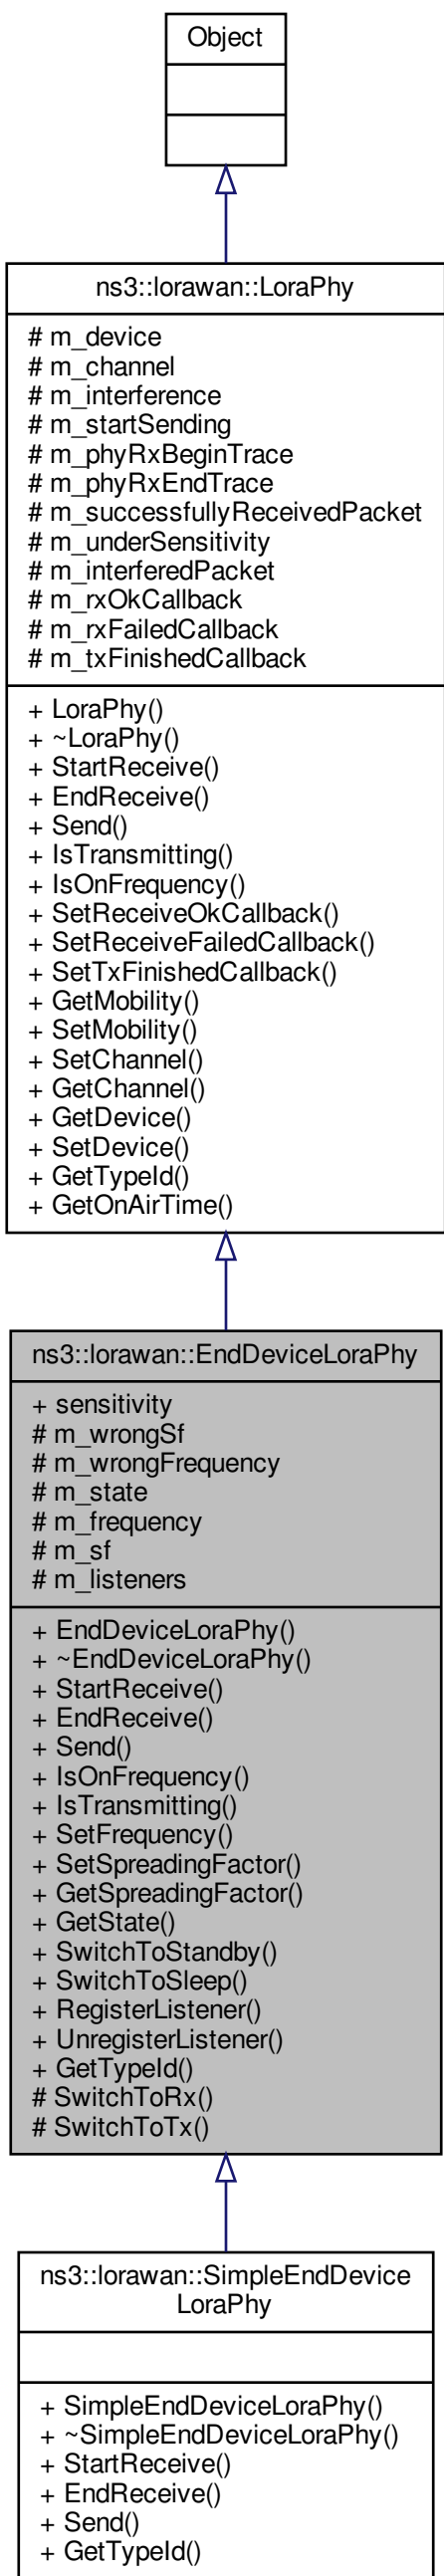 Object
ns3::lorawan::LoraPhy
# m_device
# m_channel
# m_interference
# m_startSending
# m_phyRxBeginTrace
# m_phyRxEndTrace
# m_successfullyReceivedPacket
# m_underSensitivity
# m_interferedPacket
# m_rxOkCallback
# m_rxFailedCallback
# m_txFinishedCallback
+ LoraPhy()
+ ~LoraPhy()
+ StartReceive()
+ EndReceive()
+ Send()
+ IsTransmitting()
+ IsOnFrequency()
+ SetReceiveOkCallback()
+ SetReceiveFailedCallback()
+ SetTxFinishedCallback()
+ GetMobility()
+ SetMobility()
+ SetChannel()
+ GetChannel()
+ GetDevice()
+ SetDevice()
+ GetTypeId()
+ GetOnAirTime()
ns3::lorawan::EndDeviceLoraPhy
+ sensitivity
# m_wrongSf
# m_wrongFrequency
# m_state
# m_frequency
# m_sf
# m_listeners
+ EndDeviceLoraPhy()
+ ~EndDeviceLoraPhy()
+ StartReceive()
+ EndReceive()
+ Send()
+ IsOnFrequency()
+ IsTransmitting()
+ SetFrequency()
+ SetSpreadingFactor()
+ GetSpreadingFactor()
+ GetState()
+ SwitchToStandby()
+ SwitchToSleep()
+ RegisterListener()
+ UnregisterListener()
+ GetTypeId()
# SwitchToRx()
# SwitchToTx()
ns3::lorawan::SimpleEndDevice
LoraPhy
+ SimpleEndDeviceLoraPhy()
+ ~SimpleEndDeviceLoraPhy()
+ StartReceive()
+ EndReceive()
+ Send()
+ GetTypeId()